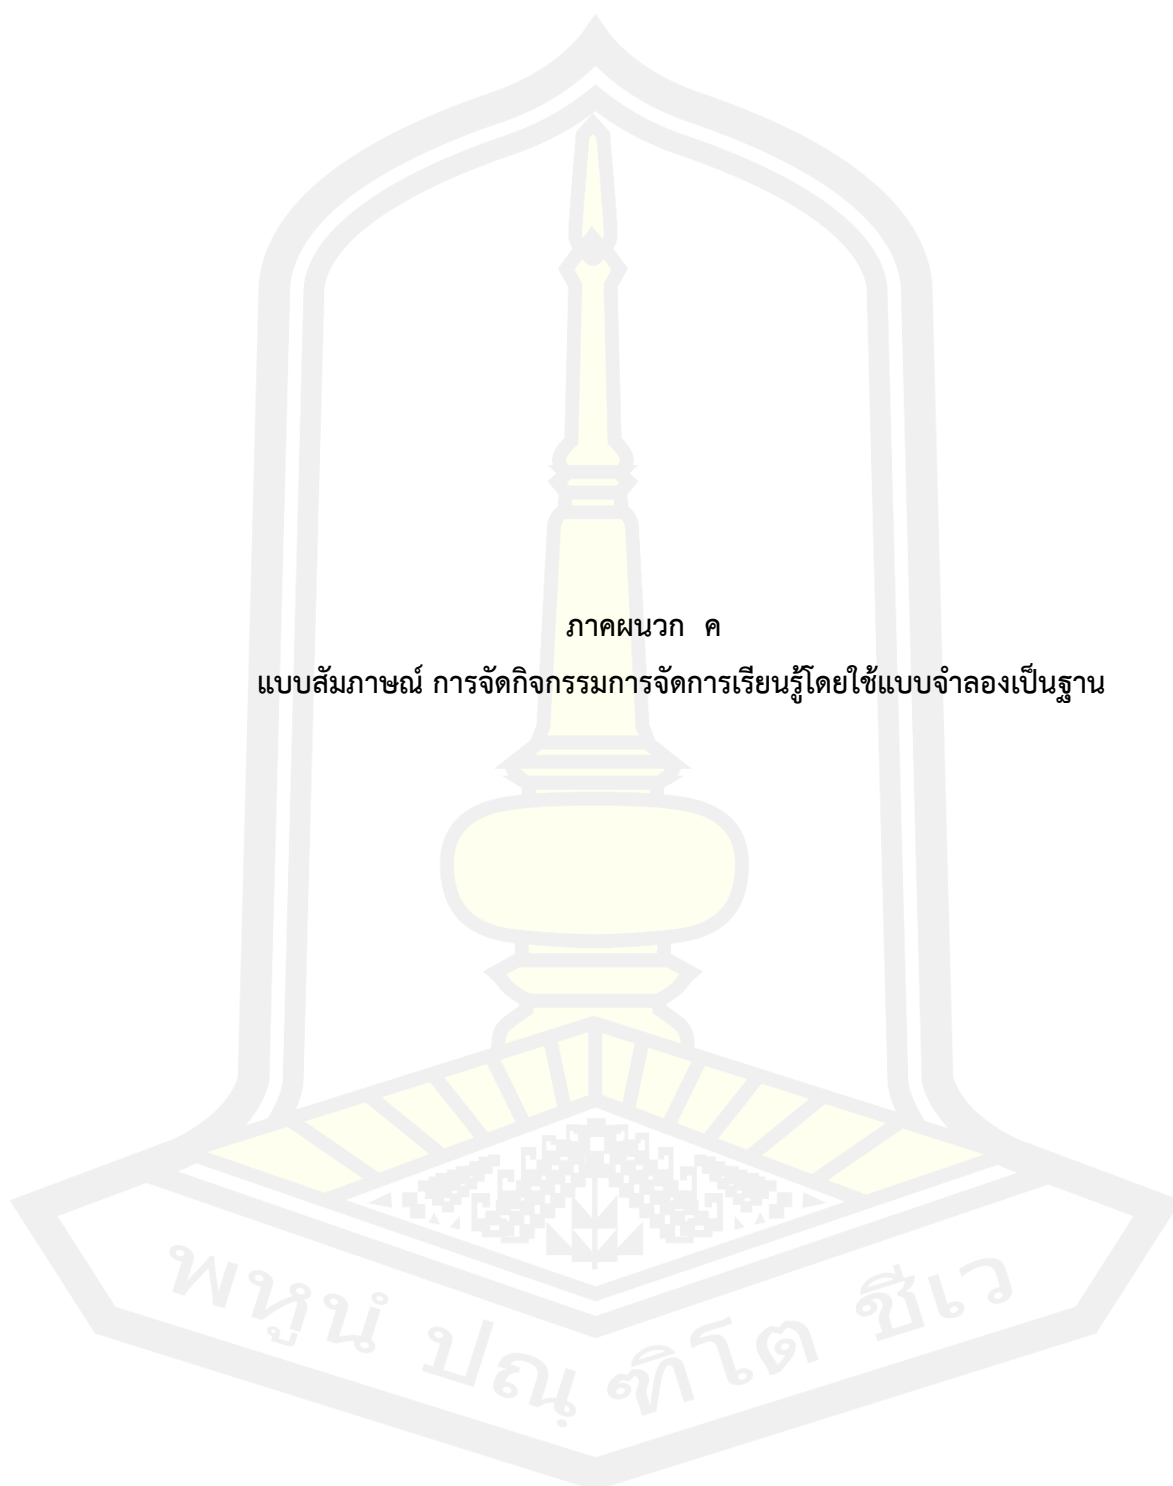 ภาคผนวก ค
แบบสัมภาษณ์ การจัดกิจกรรมการจัดการเรียนรู้โดยใช้แบบจำลองเป็นฐาน
พหูนํ ปณฺฑิโต ชีเว